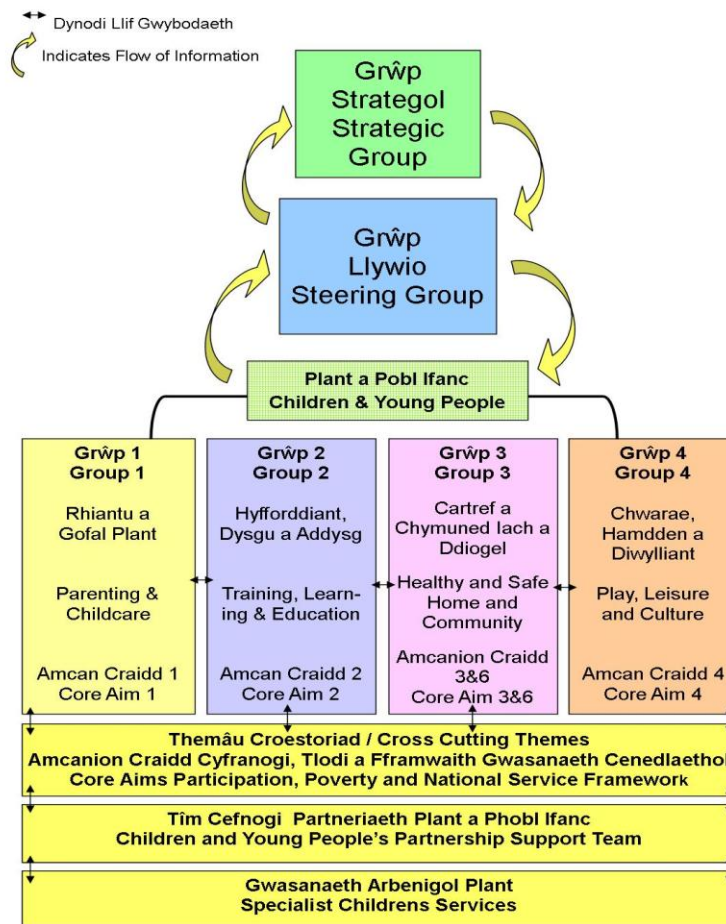 Dynodi Llif Gwybodaeth
Indicates Flow of Information
Grŵp
Strategol
Strategic
Group
Grŵp
Llywio
Steering Group
Plant a Pobl Ifanc
Children & Young People
Grŵp 1
Group 1
Rhiantu a
Gofal Plant
Parenting &
Childcare
Amcan Craidd 1
Core Aim 1
Grŵp 2
Group 2
Hyfforddiant,
Dysgu a Addysg
Training, Learn-
ing & Education
Amcan Craidd 2
Core Aim 2
Grŵp 3
Group 3
Cartref a
Chymuned Iach a
Ddiogel
Healthy and Safe
Home and
Community
Amcanion Craidd
3&6
Core Aim 3&6
Grŵp 4
Group 4
Chwarae,
Hamdden a
Diwylliant
Play, Leisure
and Culture
Amcan Craidd 4
Core Aim 4
Themâu Croestoriad / Cross Cutting Themes
Amcanion Craidd Cyfranogi, Tlodi a Fframwaith Gwasanaeth Cenedlaethol
Core Aims Participation, Poverty and National Service Framework
Tîm Cefnogi Partneriaeth Plant a Phobl Ifanc
Children and Young People's Partnership Support Team
Gwasanaeth Arbenigol Plant
Specialist Childrens Services